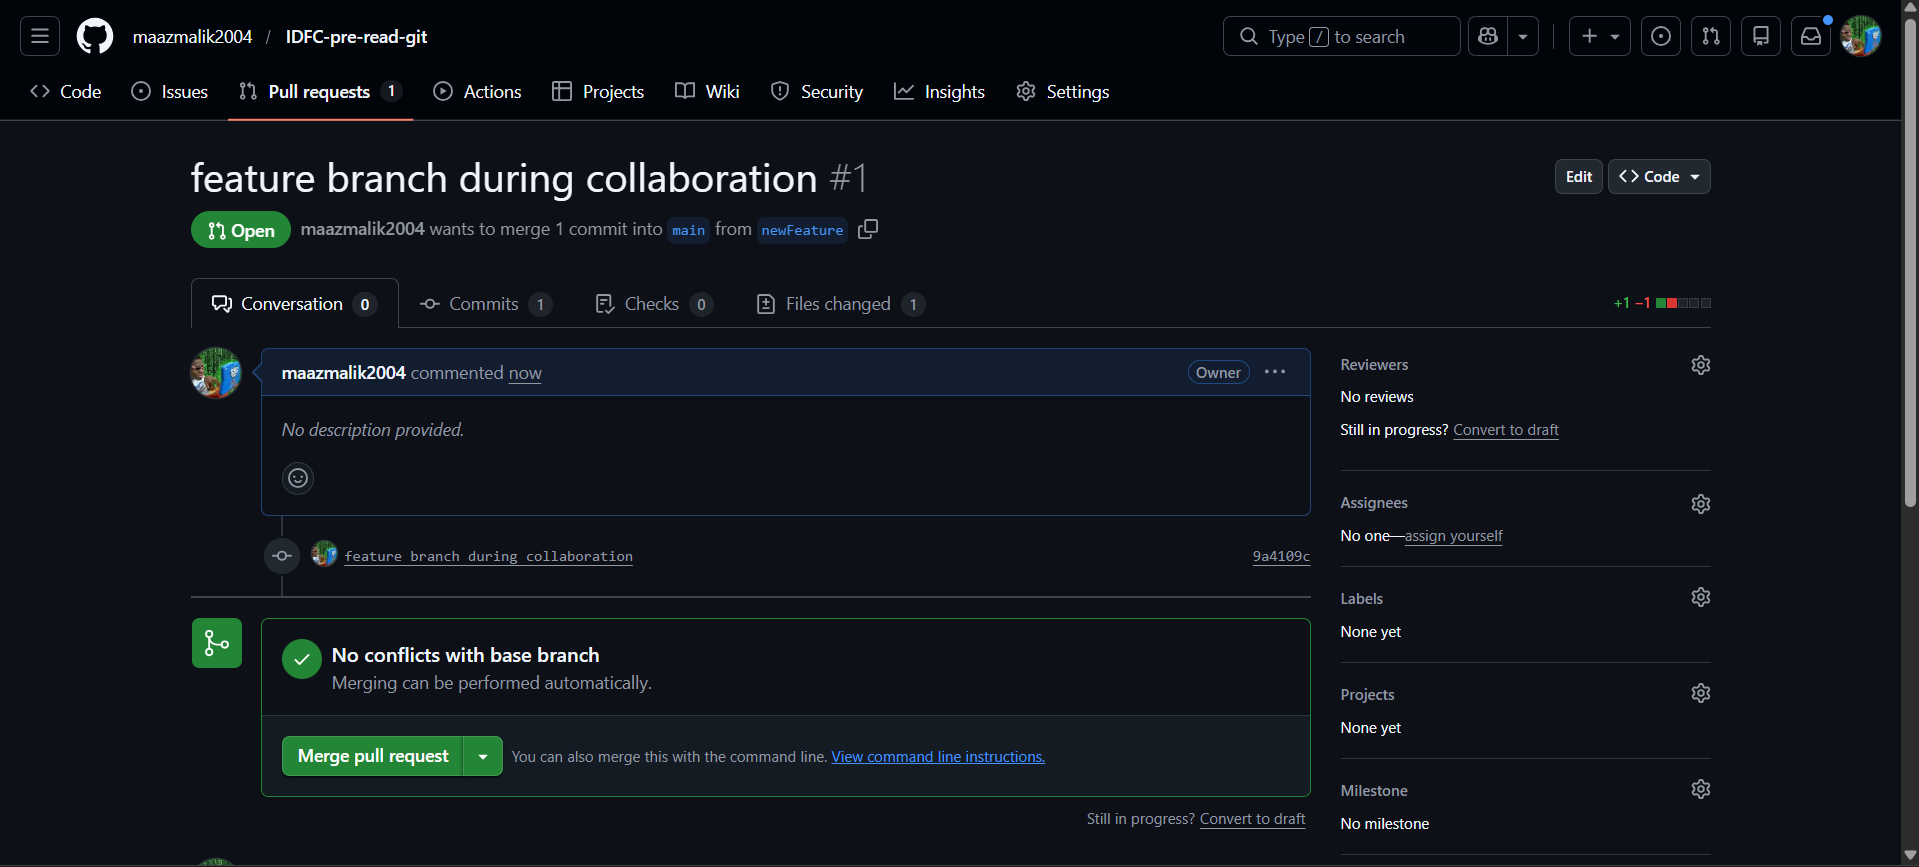 maazmalik2004 / IDFC-pre-read-git
Type / to search
Code Issues Pull requests 1 Actions Projects Wiki Security Insights Settings
feature branch during collaboration #1
Edit <> Code
Open maazmalik2004 wants to merge 1 commit into main from newFeature
Conversation 0 Commits 1 Checks 0 Files changed 1 +1 −1
maazmalik2004 commented now Owner ...
No description provided.
feature branch during collaboration 9a4109c
No conflicts with base branch
Merging can be performed automatically.
Merge pull request You can also merge this with the command line. View command line instructions.
Still in progress? Convert to draft
Reviewers
No reviews
Still in progress? Convert to draft
Assignees
No one—assign yourself
Labels
None yet
Projects
None yet
Milestone
No milestone